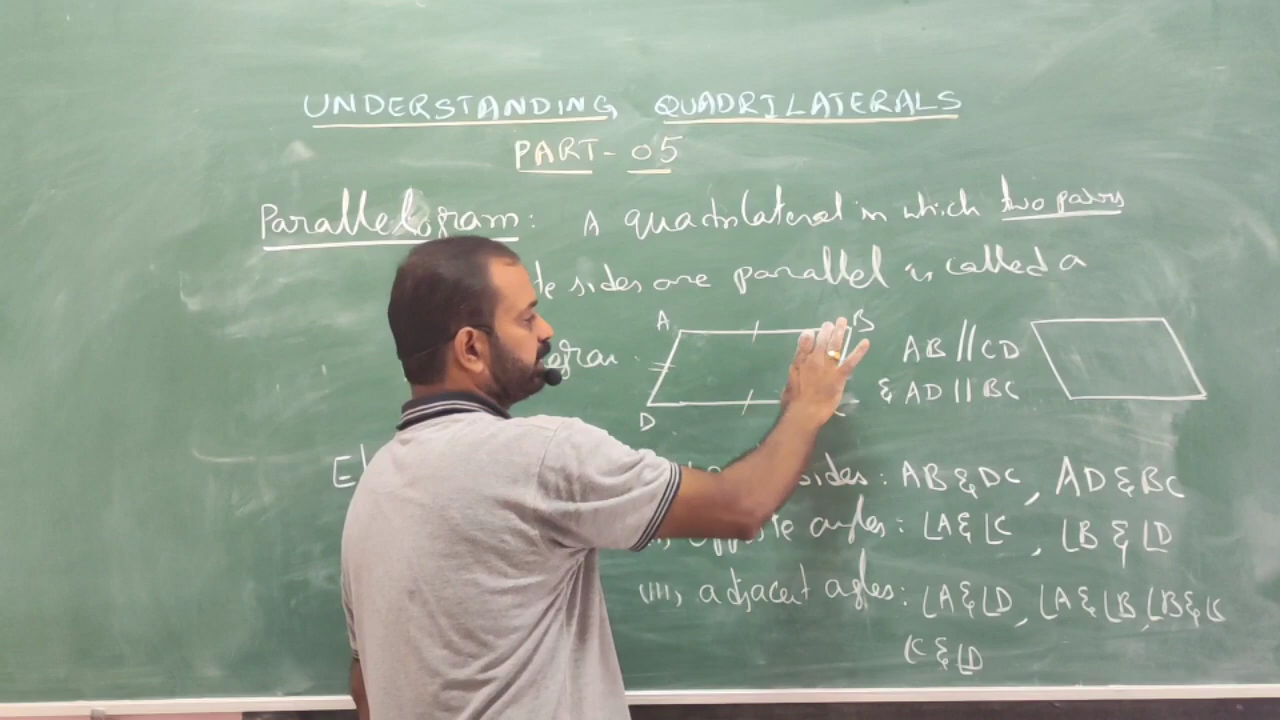 UNDERSTANDING QUADRILATERALS
PART-05
Parallelogram: A quadrilateral in which two pairs
sides are parallel is called a
A B
AB//CD
& AD//BC
D C
sides: AB & DC, AD & BC
angles: ∠A & ∠C, ∠B & ∠D
(iii) adjacent agles: ∠A & ∠D, ∠A & ∠B, ∠B & ∠C
∠C & ∠D